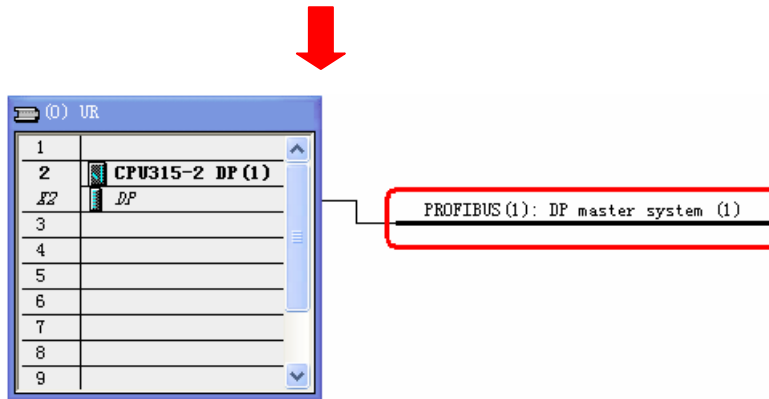 (0) UR
1
2 CPU315-2 DP(1)
X2 DP
3
4
5
6
7
8
9
PROFIBUS(1): DP master system (1)